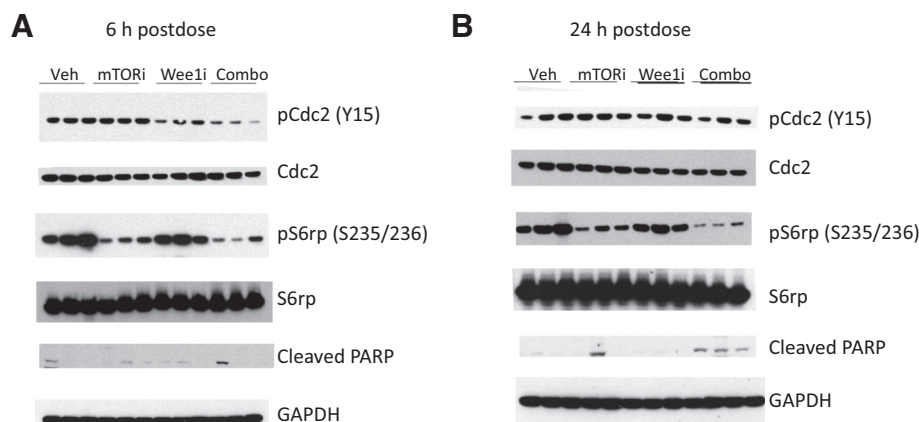 A
6 h postdose
Veh mTORi Wee1i Combo
pCdc2 (Y15)
Cdc2
pS6rp (S235/236)
S6rp
Cleaved PARP
GAPDH
B
24 h postdose
Veh mTORi Wee1i Combo
pCdc2 (Y15)
Cdc2
pS6rp (S235/236)
S6rp
Cleaved PARP
GAPDH